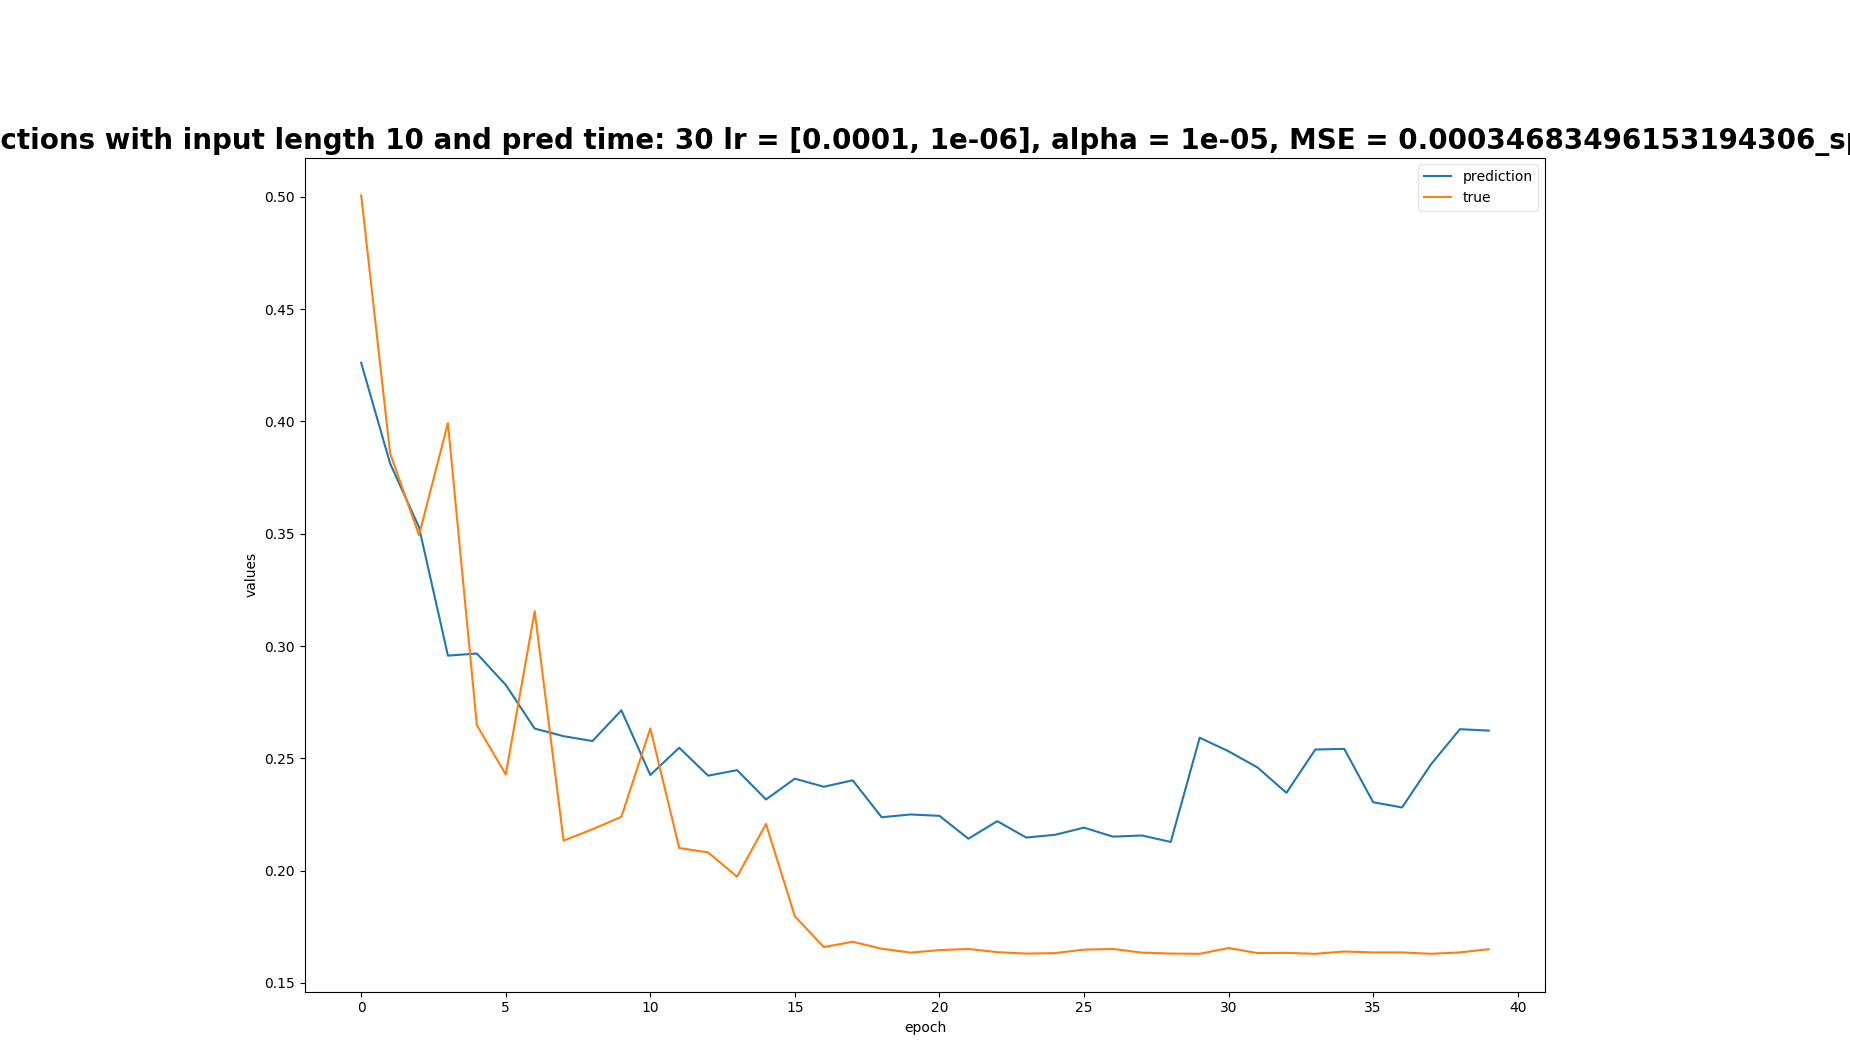 ctions with input length 10 and pred time: 30 lr = [0.0001, 1e-06], alpha = 1e-05, MSE = 0.00034683496153194306_sp
prediction
true
0.50
0.45
0.40
0.35
0.30
0.25
0.20
0.15
values
0 5 10 15 20 25 30 35 40
epoch